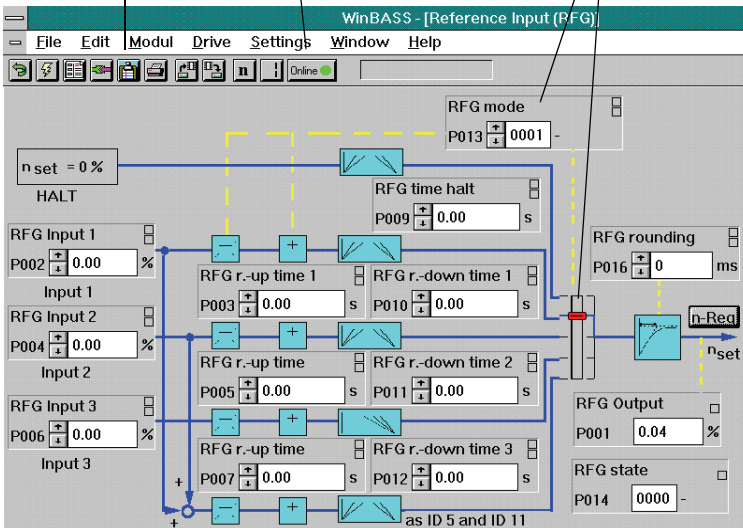 WinBASS - [Reference Input (RFG)]
File Edit Modul Drive Settings Window Help
n Online
RFG mode
P013 0001 -
n set = 0 %
HALT
RFG time halt
P009 0.00 s
RFG Input 1
P002 0.00 %
Input 1
RFG r.-up time 1
P003 0.00 s
RFG r.-down time 1
P010 0.00 s
RFG rounding
P016 0 ms
RFG Input 2
P004 0.00 %
Input 2
RFG r.-up time
P005 0.00 s
RFG r.-down time 2
P011 0.00 s
n-Reg
nset
RFG Input 3
P006 0.00 %
Input 3
RFG r.-up time
P007 0.00 s
RFG r.-down time 3
P012 0.00 s
RFG Output
P001 0.04 %
RFG state
P014 0000 -
+
+
as ID 5 and ID 11